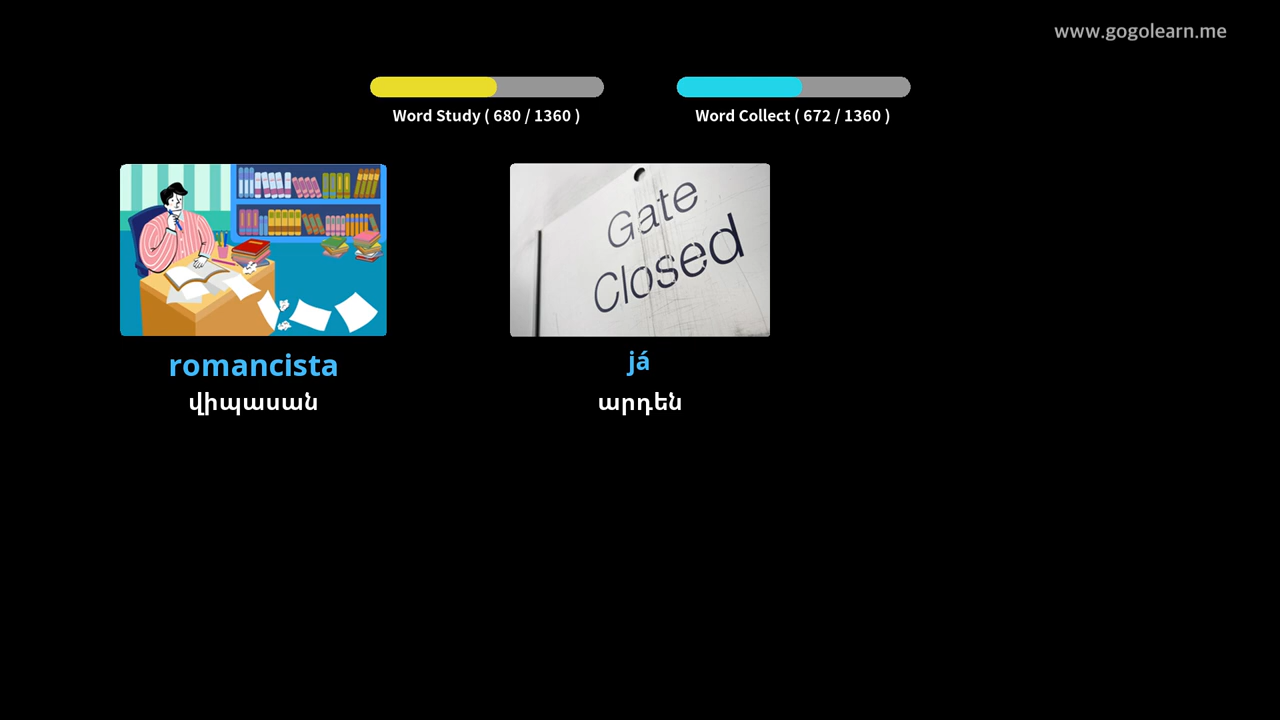 www.gogolearn.me
Word Study ( 680 / 1360 )
Word Collect ( 672 / 1360 )
Gate
Closed
romancista
վիպասան
já
արդեն